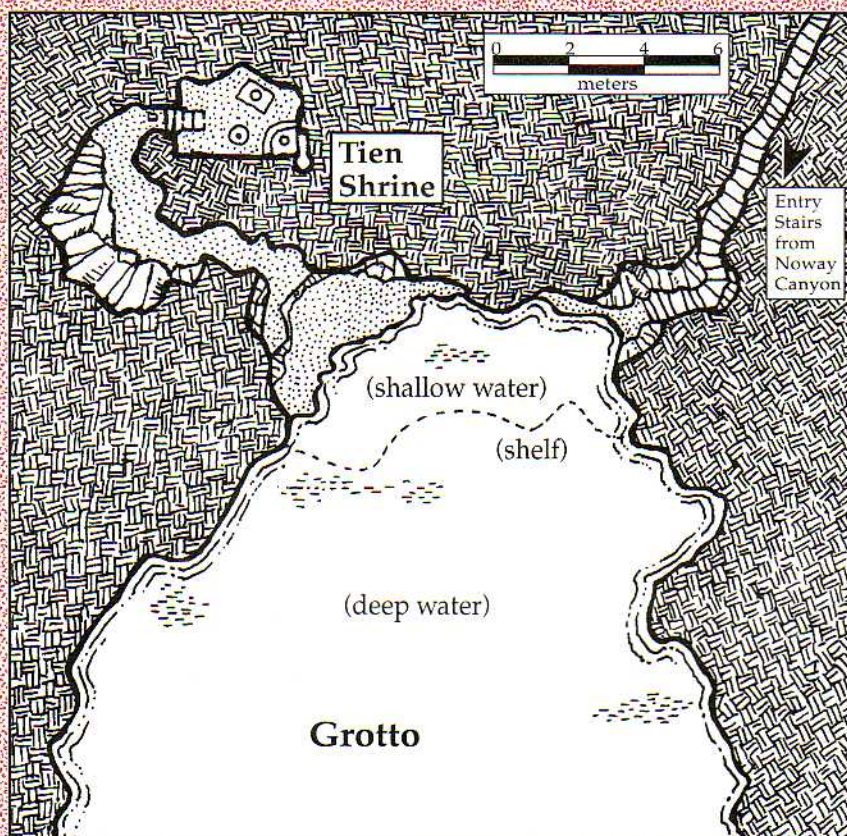 0 2 4 6
meters
Tien
Shrine
Entry
Stairs
from
Noway
Canyon
(shallow water)
(shelf)
(deep water)
Grotto